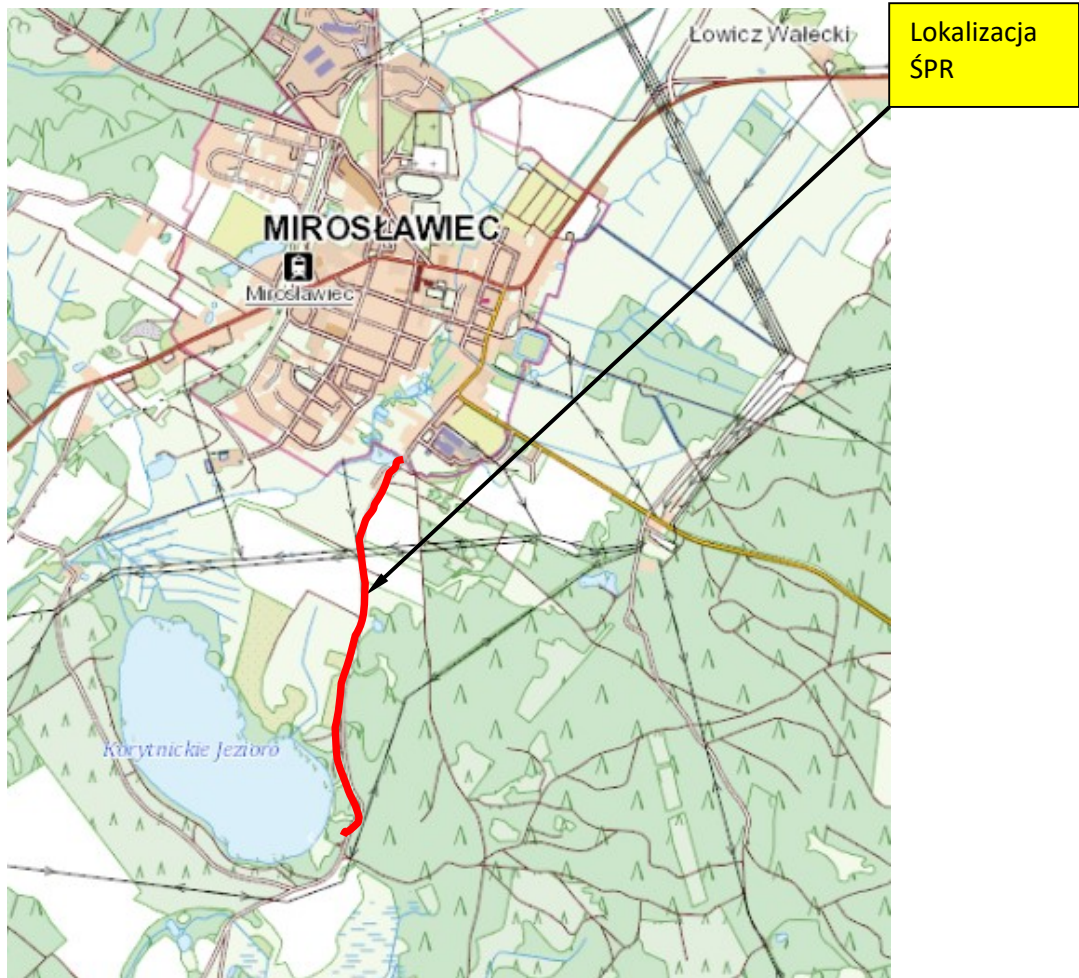 Lokalizacja
ŚPR
Łowicz Wałecki
MIROSŁAWIEC
Mirosławiec
Korytnickie Jezioro